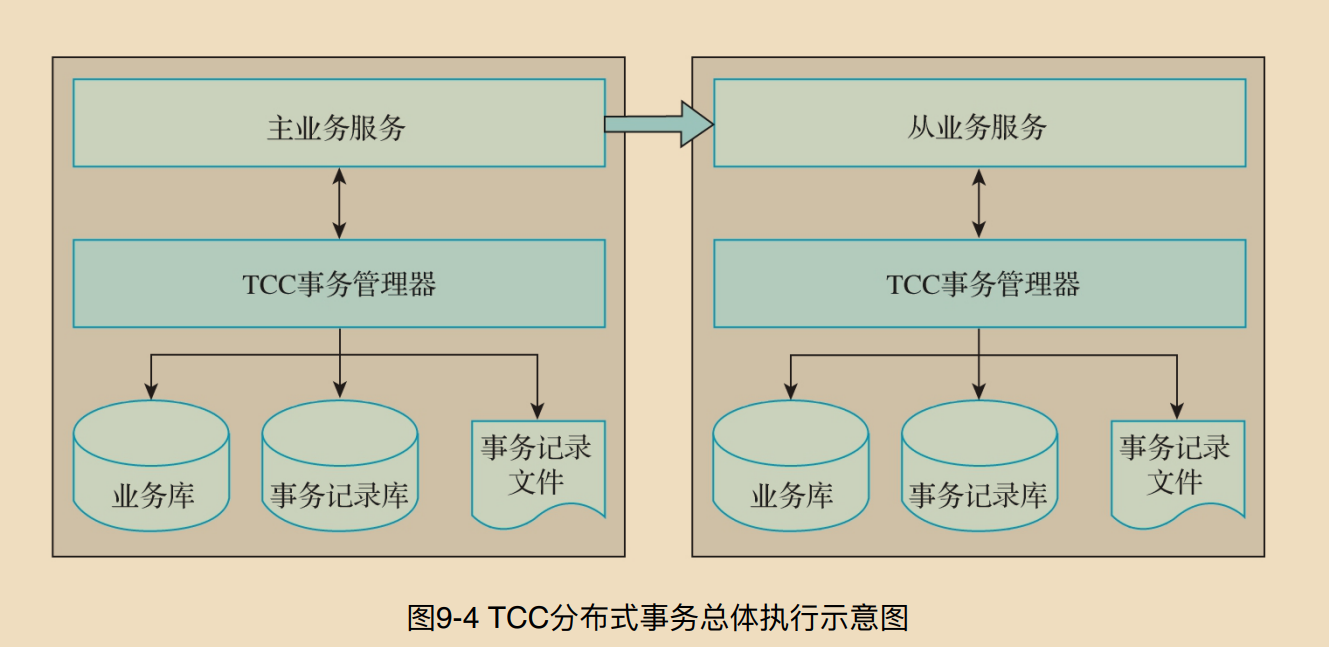 主业务服务
从业务服务
TCC事务管理器
TCC事务管理器
业务库
事务记录库
事务记录
文件
业务库
事务记录库
事务记录
文件
图9-4 TCC分布式事务总体执行示意图